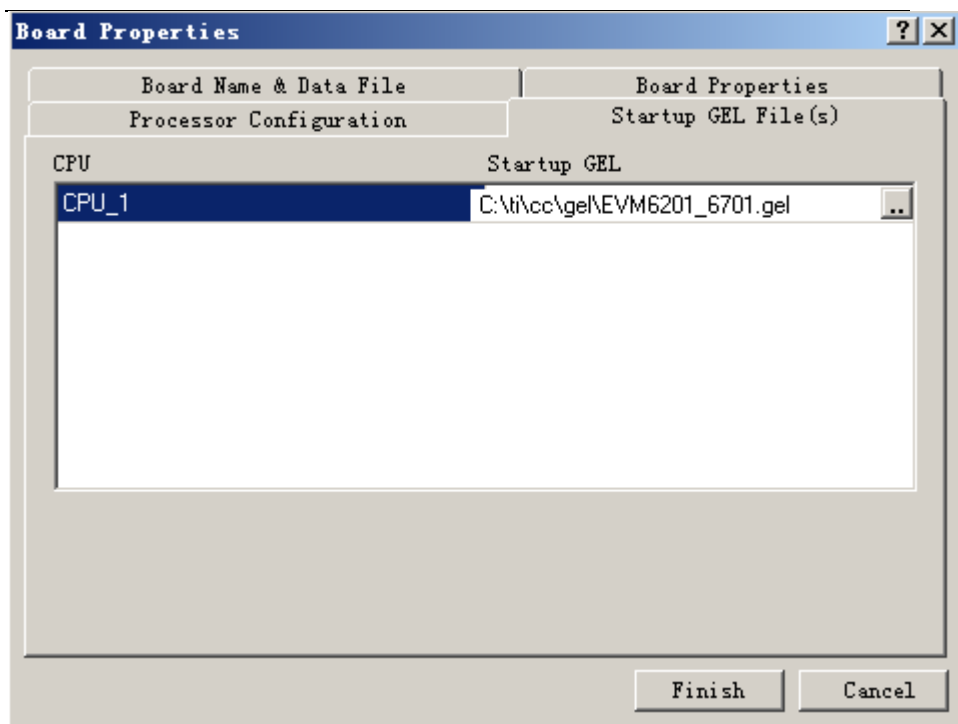 Board Properties
Board Name & Data File Board Properties
Processor Configuration Startup GEL File(s)
CPU Startup GEL
CPU_1 C:\ti\cc\gel\EVM6201_6701.gel ..
Finish Cancel